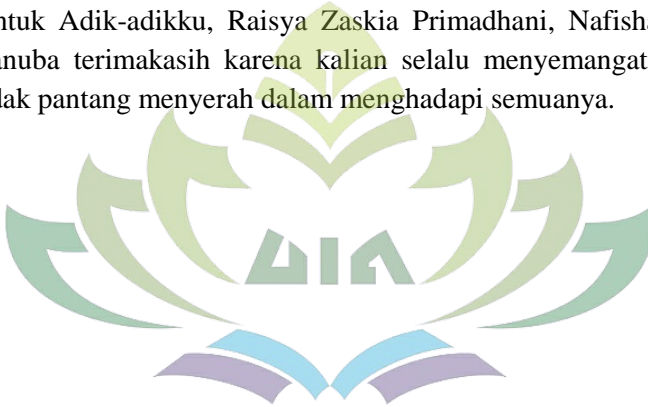 ntuk Adik-adikku, Raisya Zaskia Primadhani, Nafisha
anuba terimakasih karena kalian selalu menyemangat
dak pantang menyerah dalam menghadapi semuanya.
UIN